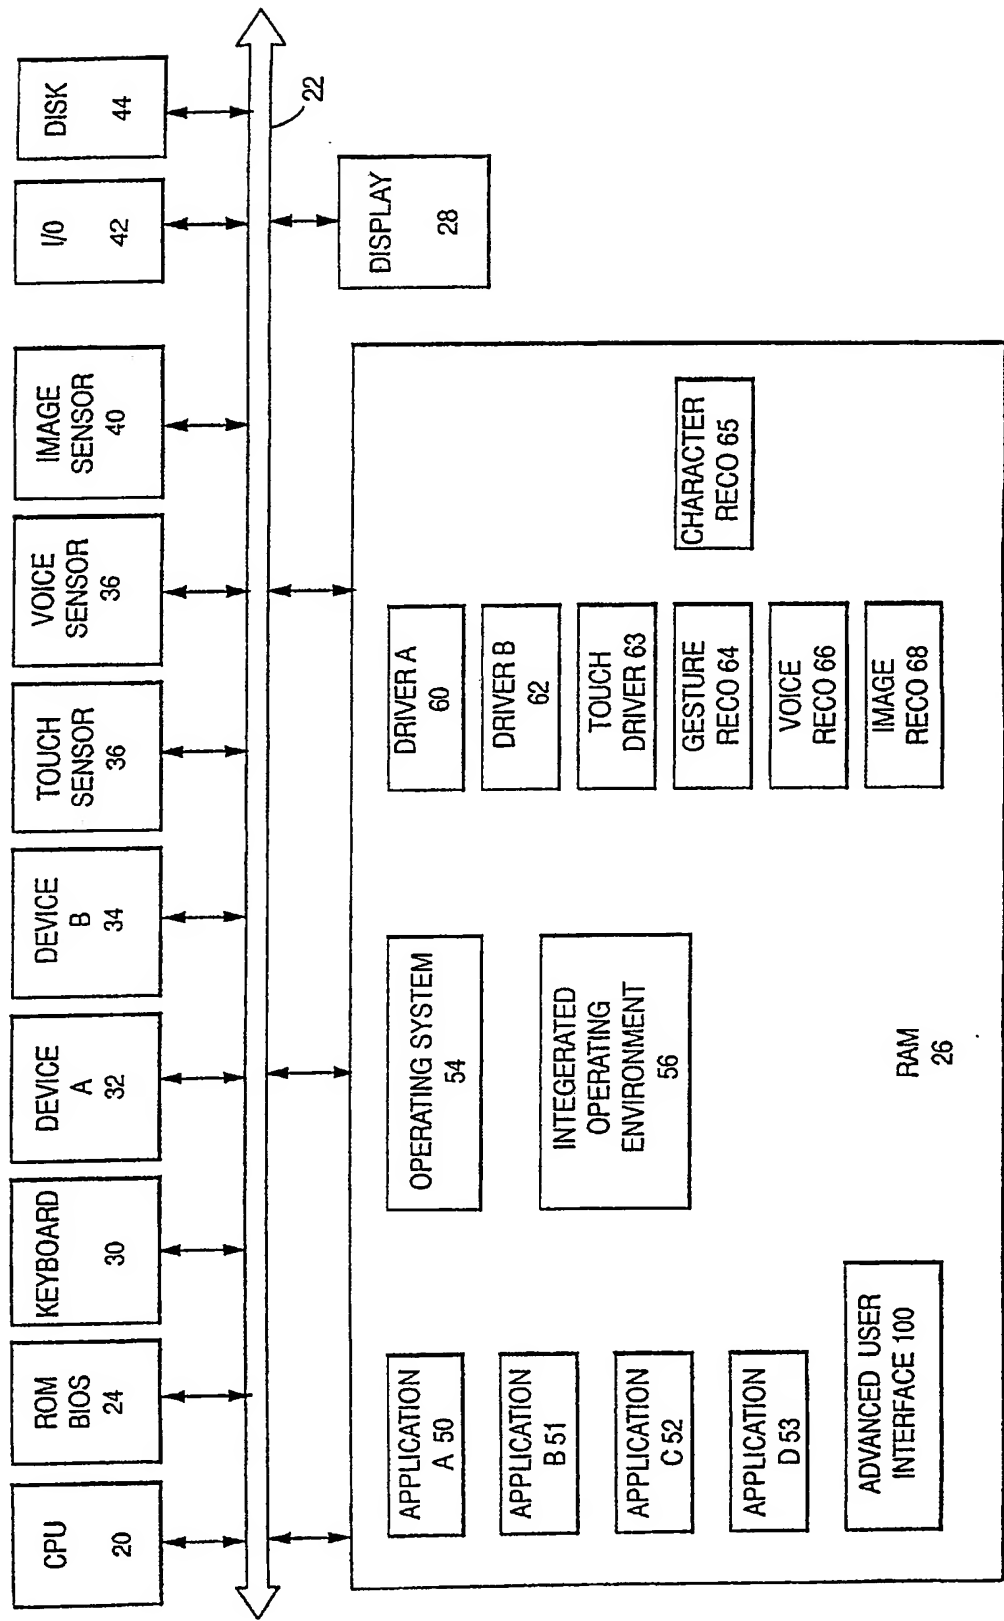 CPU
20
ROM
BIOS
24
KEYBOARD
30
DEVICE
A
32
DEVICE
B
34
TOUCH
SENSOR
36
VOICE
SENSOR
36
IMAGE
SENSOR
40
I/O
42
DISK
44
22
DISPLAY
28
APPLICATION
A 50
APPLICATION
B 51
APPLICATION
C 52
APPLICATION
D 53
ADVANCED USER
INTERFACE 100
OPERATING SYSTEM
54
INTEGERATED
OPERATING
ENVIRONMENT
56
RAM
26
DRIVER A
60
DRIVER B
62
TOUCH
DRIVER 63
GESTURE
RECO 64
VOICE
RECO 66
IMAGE
RECO 68
CHARACTER
RECO 65